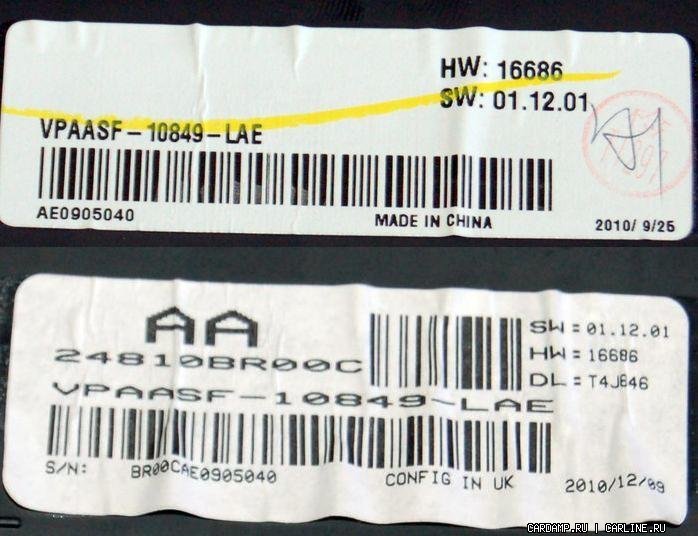 HW: 16686
SW: 01.12.01
VPAASF-10849-LAE
AE0905040
MADE IN CHINA
2010/ 9/25
AA
24810BR00C
VPAASF-10849-LAE
SW = 01.12.01
HW = 16686
DL = T4JB46
S/N: BR00CAE0905040
CONFIG IN UK
2010/12/09
CARDAMP.RU | CARLINE.RU